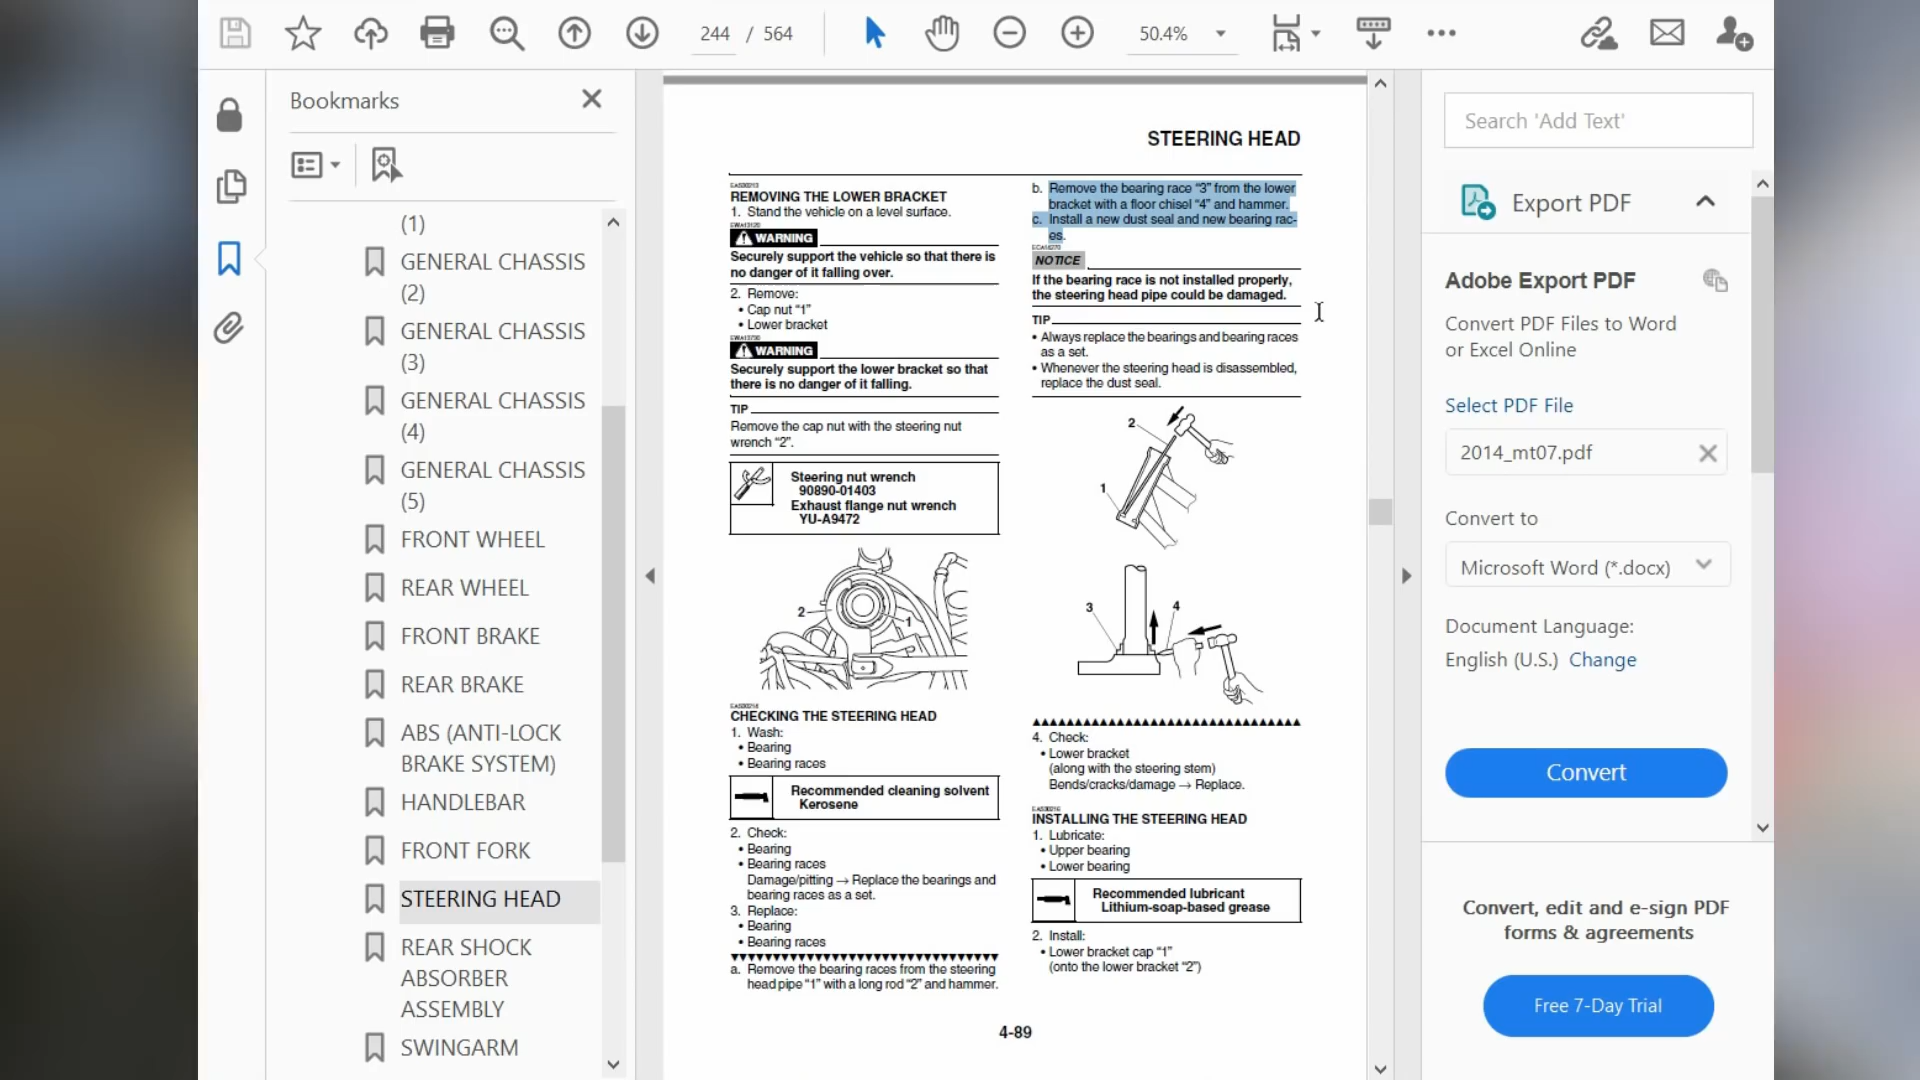 244 / 564
50.4%
Bookmarks
(1)
GENERAL CHASSIS
(2)
GENERAL CHASSIS
(3)
GENERAL CHASSIS
(4)
GENERAL CHASSIS
(5)
FRONT WHEEL
REAR WHEEL
FRONT BRAKE
REAR BRAKE
ABS (ANTI-LOCK
BRAKE SYSTEM)
HANDLEBAR
FRONT FORK
STEERING HEAD
REAR SHOCK
ABSORBER
ASSEMBLY
SWINGARM
STEERING HEAD
REMOVING THE LOWER BRACKET
1. Stand the vehicle on a level surface.
WARNING
Securely support the vehicle so that there is
no danger of it falling over.
2. Remove:
• Cap nut “1”
• Lower bracket
WARNING
Securely support the lower bracket so that
there is no danger of it falling.
TIP
Remove the cap nut with the steering nut
wrench “2”.
Steering nut wrench
90890-01403
Exhaust flange nut wrench
YU-A9472
2
1
CHECKING THE STEERING HEAD
1. Wash:
• Bearing
• Bearing races
Recommended cleaning solvent
Kerosene
2. Check:
• Bearing
• Bearing races
Damage/pitting → Replace the bearings and
bearing races as a set.
3. Replace:
• Bearing
• Bearing races
a. Remove the bearing races from the steering
head pipe “1” with a long rod “2” and hammer.
b. Remove the bearing race “3” from the lower
bracket with a floor chisel “4” and hammer.
c. Install a new dust seal and new bearing rac-
es.
NOTICE
If the bearing race is not installed properly,
the steering head pipe could be damaged.
TIP
• Always replace the bearings and bearing races
as a set.
• Whenever the steering head is disassembled,
replace the dust seal.
2
1
3
4
4. Check:
• Lower bracket
(along with the steering stem)
Bends/cracks/damage → Replace.
INSTALLING THE STEERING HEAD
1. Lubricate:
• Upper bearing
• Lower bearing
Recommended lubricant
Lithium-soap-based grease
2. Install:
• Lower bracket cap “1”
(onto the lower bracket “2”)
4-89
Search 'Add Text'
Export PDF
Adobe Export PDF
Convert PDF Files to Word
or Excel Online
Select PDF File
2014_mt07.pdf
Convert to
Microsoft Word (*.docx)
Document Language:
English (U.S.) Change
Convert
Convert, edit and e-sign PDF
forms & agreements
Free 7-Day Trial